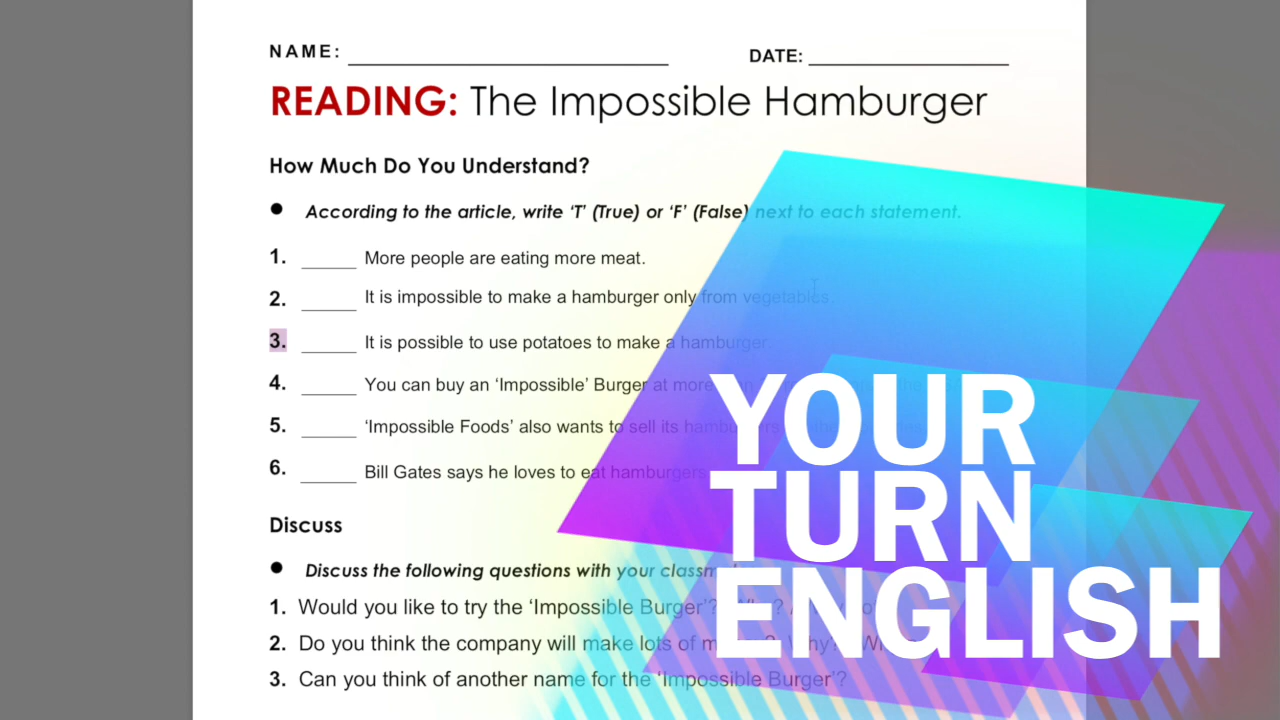 NAME: DATE:
READING: The Impossible Hamburger
How Much Do You Understand?
● According to the article, write ‘T’ (True) or ‘F’ (False) next to each statement.
1. ______ More people are eating more meat.
2. ______ It is impossible to make a hamburger only from vegetables.
3. ______ It is possible to use potatoes to make a hamburger.
4. ______ You can buy an ‘Impossible’ Burger at more
5. ______ ‘Impossible Foods’ also wants to sell its
6. ______ Bill Gates says he loves to eat hamburgers
Discuss
● Discuss the following questions with your
1. Would you like to try the ‘Impossible Burger’?
2. Do you think the company will make lots of
3. Can you think of another name for the ‘Impossible Burger’?
YOUR
TURN
ENGLISH